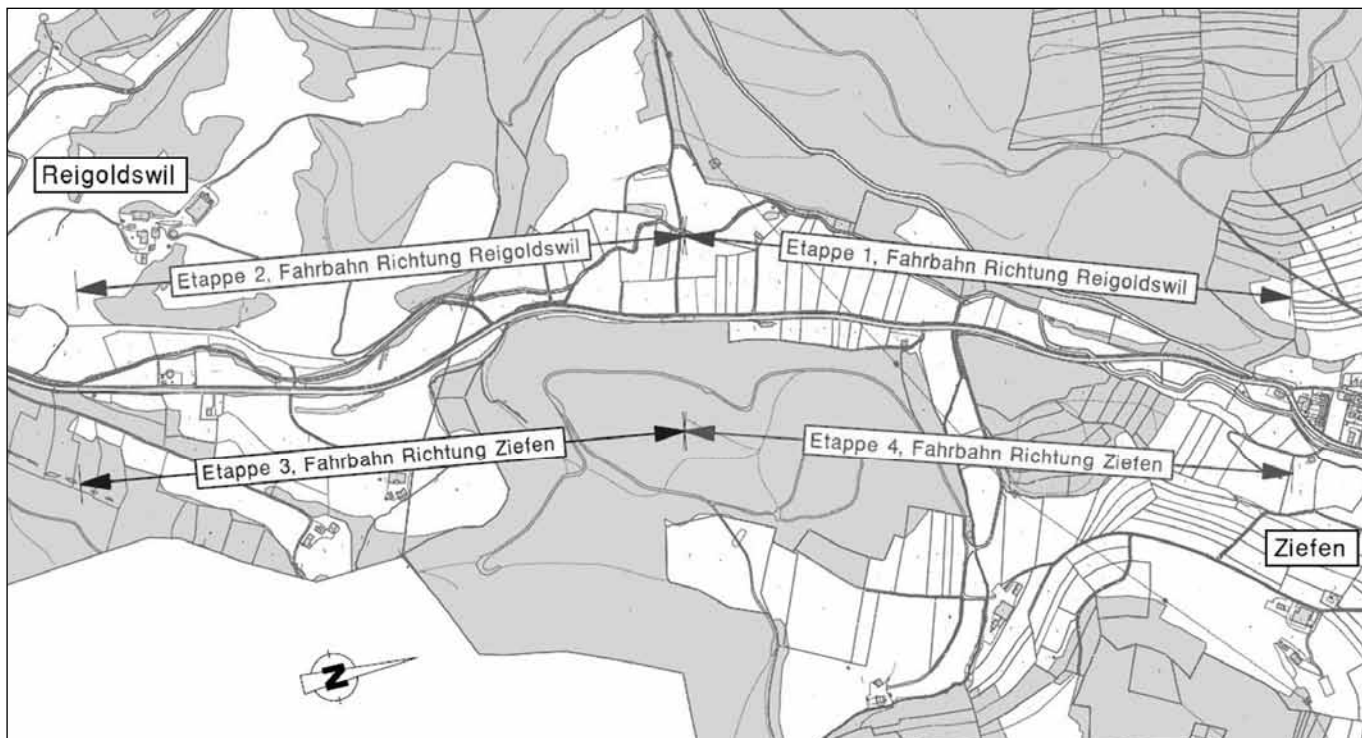 Reigoldswil
Etappe 2, Fahrbahn Richtung Reigoldswil
Etappe 1, Fahrbahn Richtung Reigoldswil
Etappe 3, Fahrbahn Richtung Ziefen
Etappe 4, Fahrbahn Richtung Ziefen
Ziefen
N